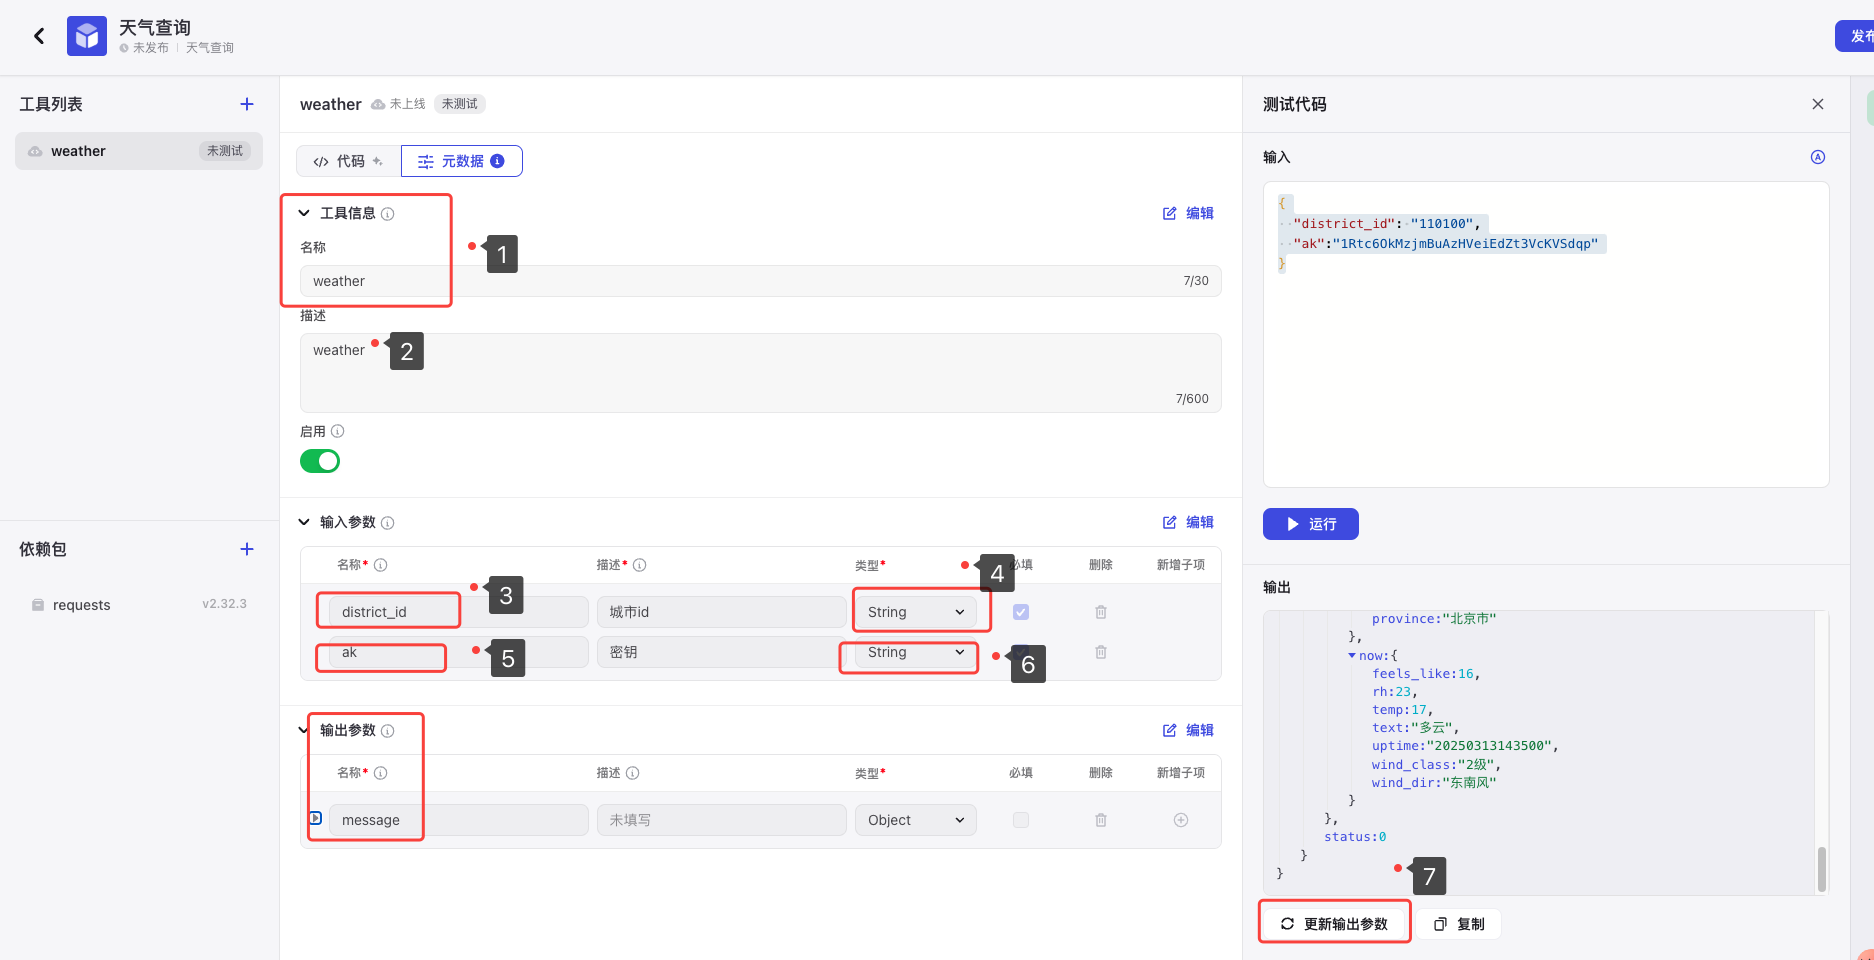 天气查询
未发布 | 天气查询
发布
工具列表
weather 未测试
依赖包
requests v2.32.3
weather 未上线 未测试
代码 元数据
工具信息 编辑
名称
1
weather 7/30
描述
weather
2
7/600
启用
输入参数 编辑
名称* 描述* 类型* 4 必填 删除 新增子项
3
district_id 城市id String
ak 密钥 String
5
6
输出参数 编辑
名称* 描述 类型* 必填 删除 新增子项
message 未填写 Object
测试代码
输入
{
"district_id": "110100",
"ak":"1Rtc6OkMzjmBuAzHVeiEdZt3VcKVSdqp"
}
运行
输出
province:"北京市"
},
now:{
feels_like:16,
rh:23,
temp:17,
text:"多云",
uptime:"20250313143500",
wind_class:"2级",
wind_dir:"东南风"
}
},
status:0
}
}
7
更新输出参数 复制